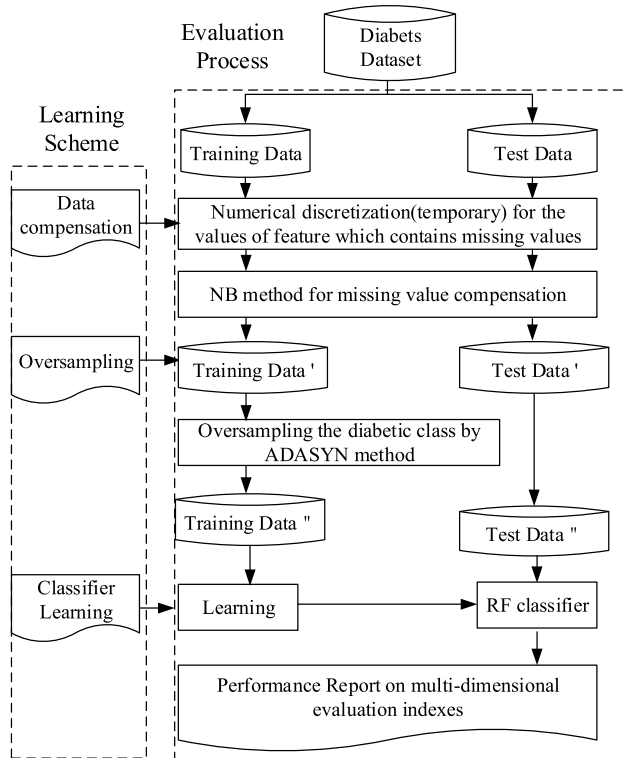 Evaluation
Process
Diabets
Dataset
Learning
Scheme
Training Data
Test Data
Data
compensation
Numerical discretization(temporary) for the
values of feature which contains missing values
NB method for missing value compensation
Oversampling
Training Data '
Test Data '
Oversampling the diabetic class by
ADASYN method
Training Data "
Test Data "
Classifier
Learning
Learning
RF classifier
Performance Report on multi-dimensional
evaluation indexes